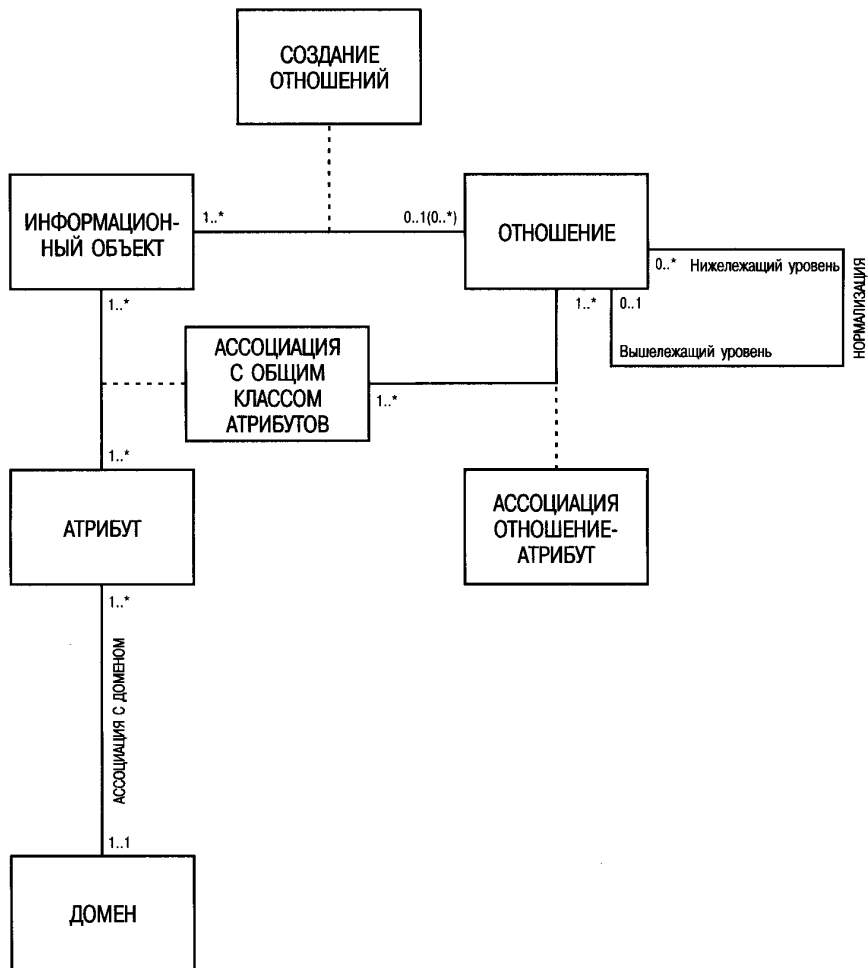 СОЗДАНИЕ
ОТНОШЕНИЙ
ИНФОРМАЦИОН-
НЫЙ ОБЪЕКТ
1..*
0..1(0..*)
ОТНОШЕНИЕ
0..* Нижележащий уровень
НОРМАЛИЗАЦИЯ
1..*
1..*
0..1
Вышележащий уровень
АССОЦИАЦИЯ
С ОБЩИМ
КЛАССОМ
АТРИБУТОВ
1..*
1..*
АТРИБУТ
АССОЦИАЦИЯ
ОТНОШЕНИЕ-
АТРИБУТ
1..*
АССОЦИАЦИЯ С ДОМЕНОМ
1..1
ДОМЕН